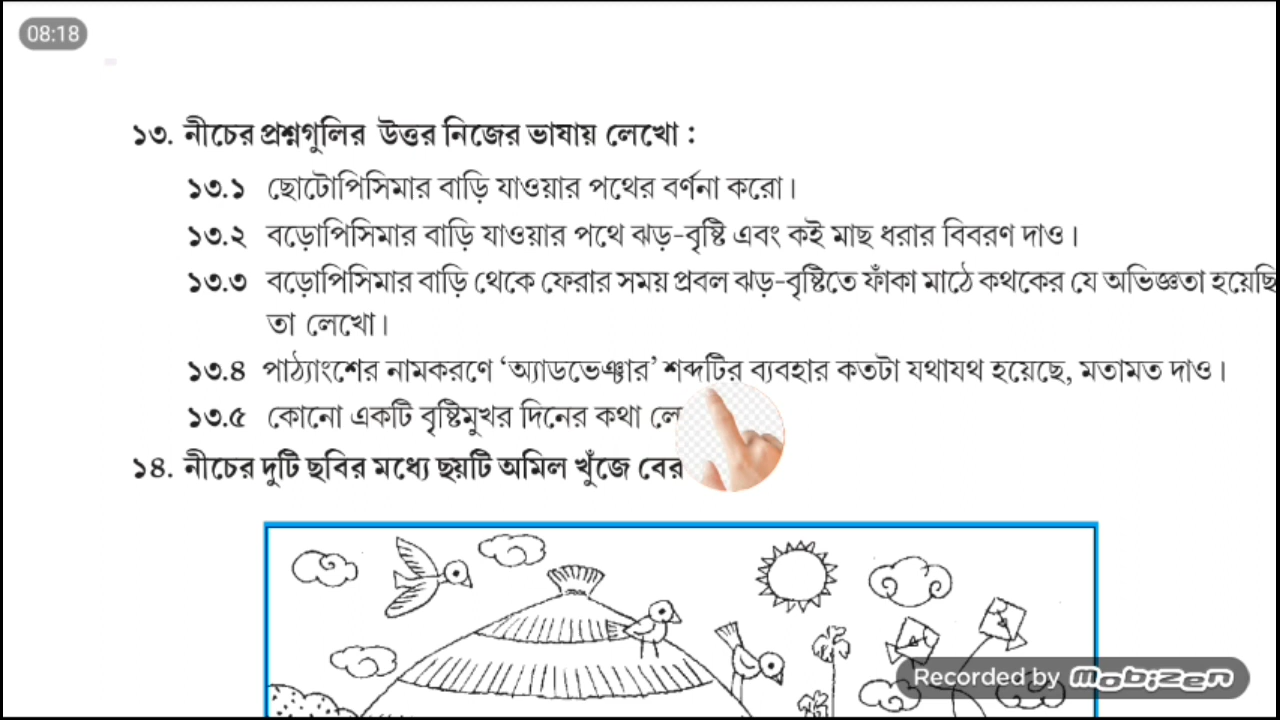 08:18
১৩. নীচের প্রশ্নগুলির উত্তর নিজের ভাষায় লেখো :
১৩.১ ছোটোপিসিমার বাড়ি যাওয়ার পথের বর্ণনা করো।
১৩.২ বড়োপিসিমার বাড়ি যাওয়ার পথে ঝড়-বৃষ্টি এবং কই মাছ ধরার বিবরণ দাও।
১৩.৩ বড়োপিসিমার বাড়ি থেকে ফেরার সময় প্রবল ঝড়-বৃষ্টিতে ফাঁকা মাঠে কথকের যে অভিজ্ঞতা হয়েছি
তা লেখো।
১৩.৪ পাঠ্যাংশের নামকরণে ‘অ্যাডভেঞ্চার’ শব্দটির ব্যবহার কতটা যথাযথ হয়েছে, মতামত দাও।
১৩.৫ কোনো একটি বৃষ্টিমুখর দিনের কথা লে
১৪. নীচের দুটি ছবির মধ্যে ছয়টি অমিল খুঁজে বের
Recorded by mobizen